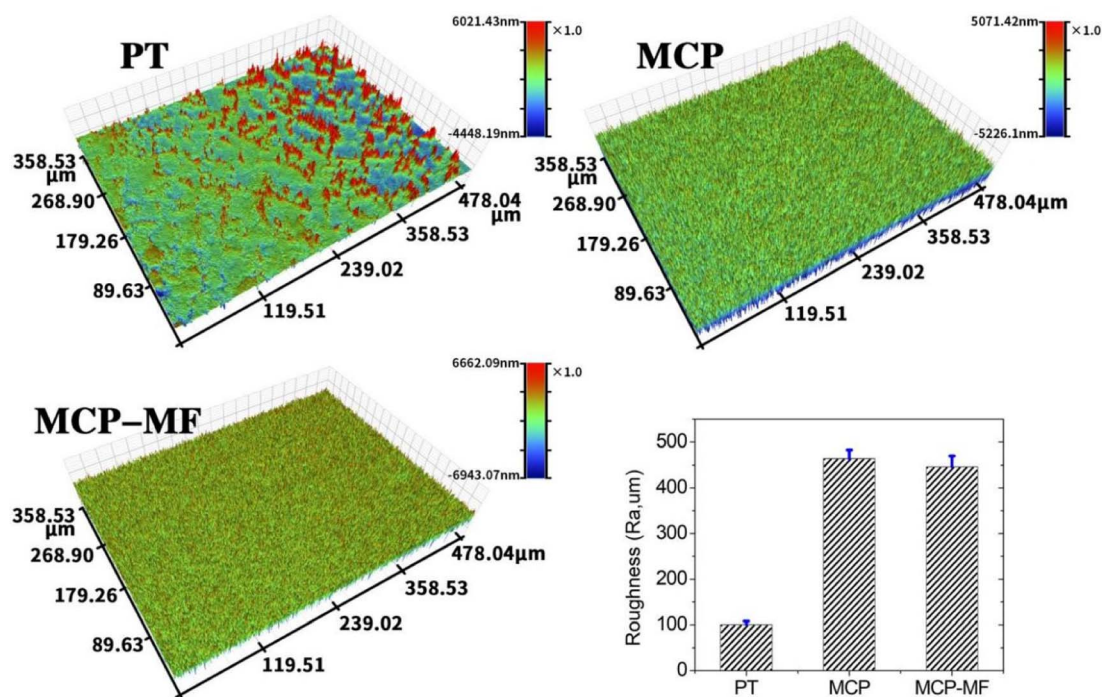 PT
6021.43nm
×1.0
-4448.19nm
358.53
μm
268.90
179.26
89.63
119.51
239.02
358.53
478.04
μm
MCP
5071.42nm
×1.0
-5226.1nm
358.53
μm
268.90
179.26
89.63
119.51
239.02
358.53
478.04μm
MCP-MF
6662.09nm
×1.0
-6943.07nm
358.53
μm
268.90
179.26
89.63
119.51
239.02
358.53
478.04μm
Roughness (Ra,um)
500
400
300
200
100
0
PT MCP MCP-MF